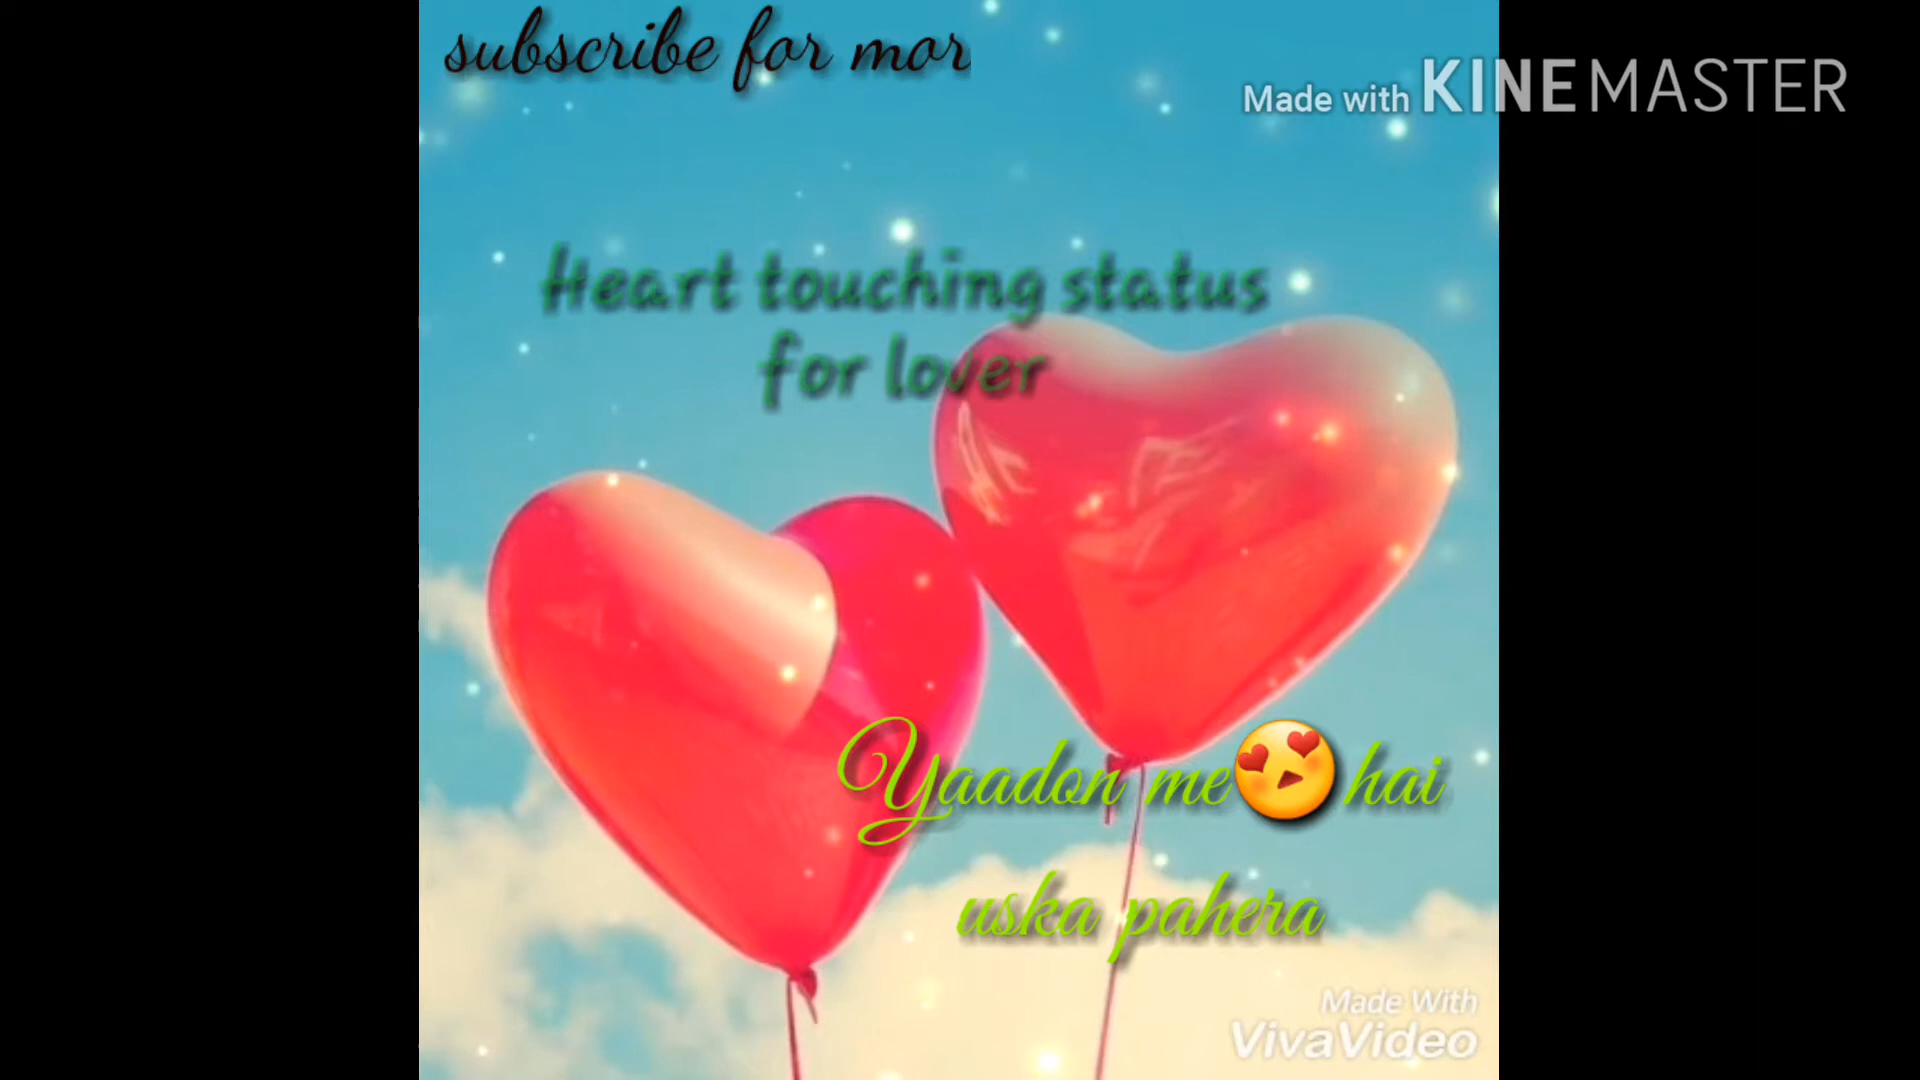 subscribe for mor
Made with KINEMASTER
Heart touching status
for lover
Yaadon me😍hai
uska pahera
Made With
VivaVideo